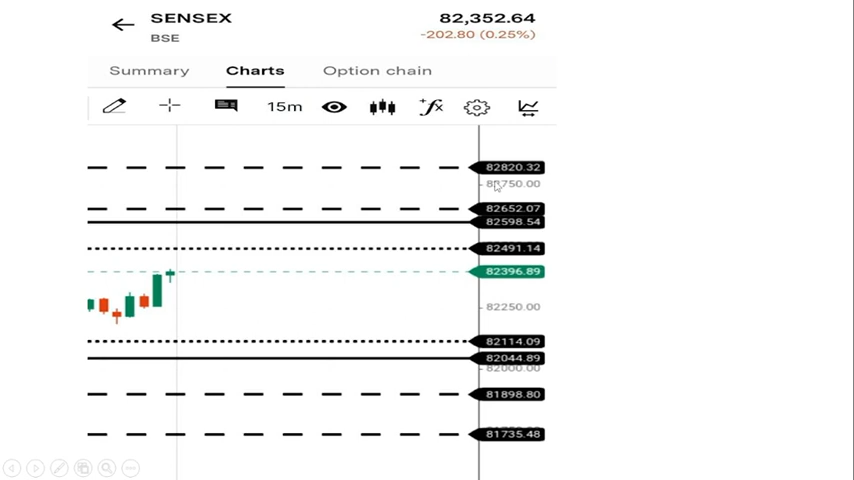 SENSEX
82,352.64
BSE
-202.80 (0.25%)
Summary
Charts
Option chain
15m
fx
82820.32
82652.07
82598.54
82491.14
82396.89
82250.00
82114.09
82044.89
82000.00
81898.80
81735.48